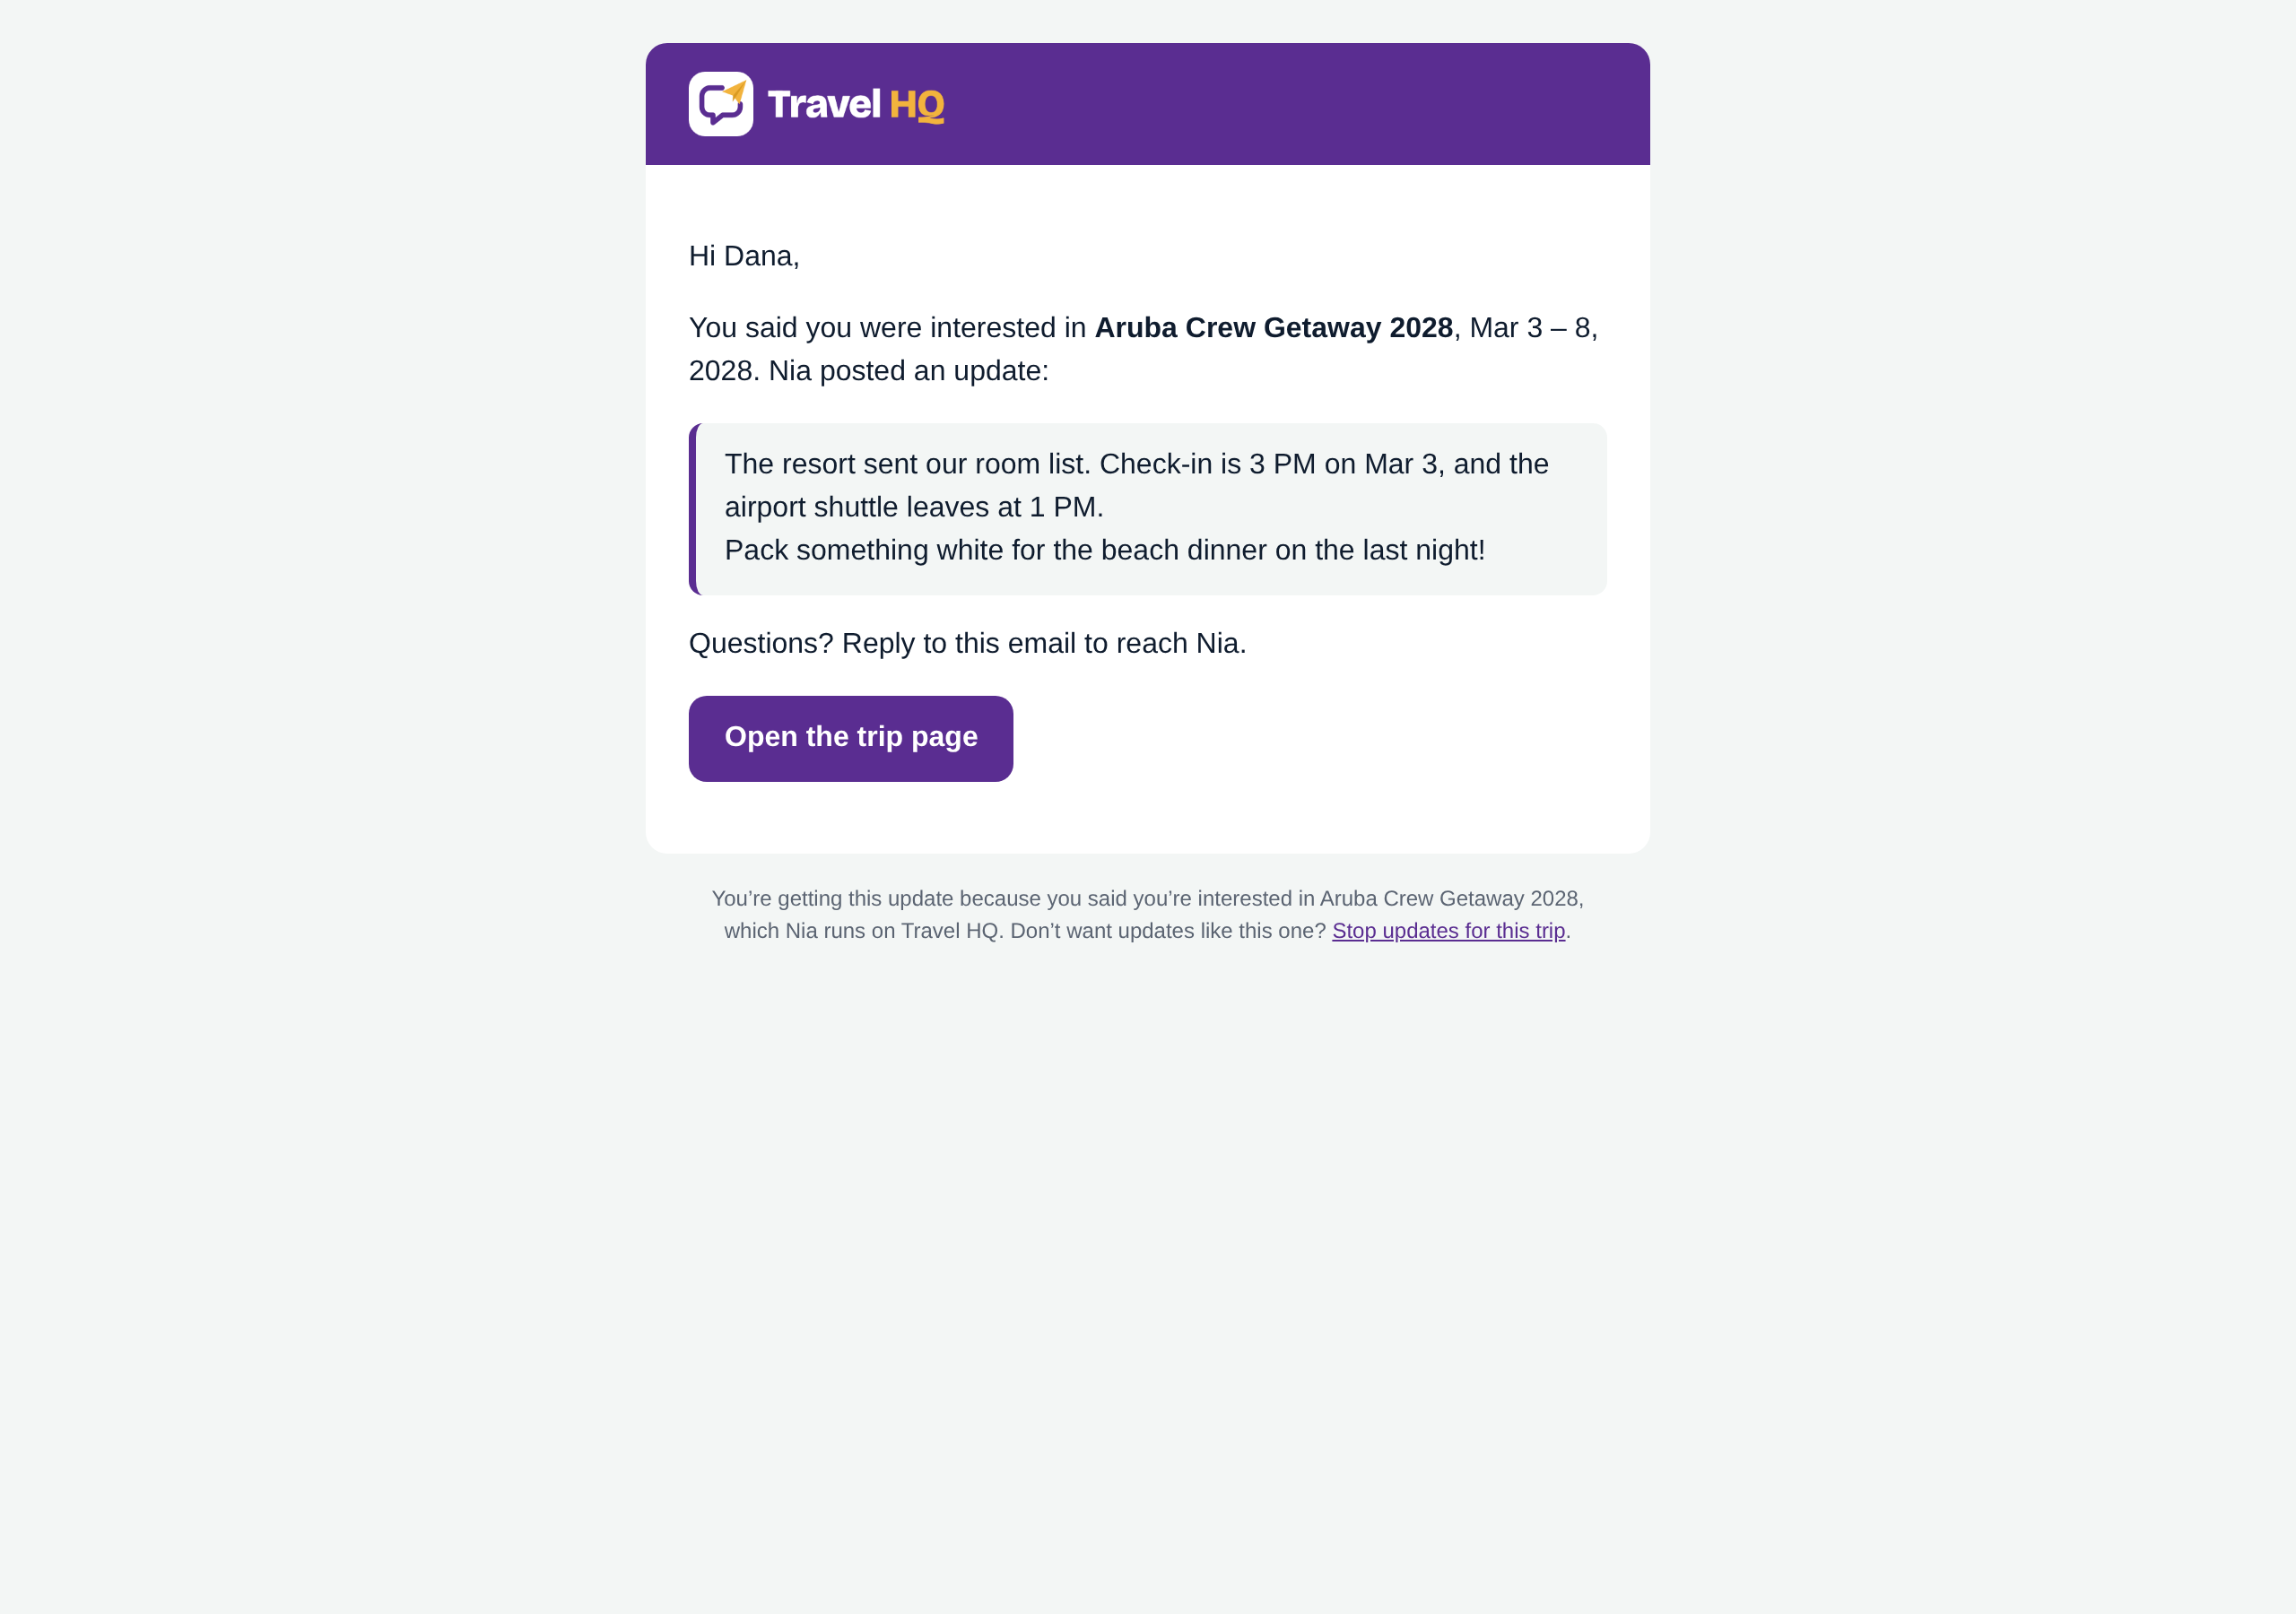 Travel HQ
Hi Dana,
You said you were interested in Aruba Crew Getaway 2028, Mar 3 – 8,
2028. Nia posted an update:
The resort sent our room list. Check-in is 3 PM on Mar 3, and the
airport shuttle leaves at 1 PM.
Pack something white for the beach dinner on the last night!
Questions? Reply to this email to reach Nia.
Open the trip page
You’re getting this update because you said you’re interested in Aruba Crew Getaway 2028,
which Nia runs on Travel HQ. Don’t want updates like this one? Stop updates for this trip.